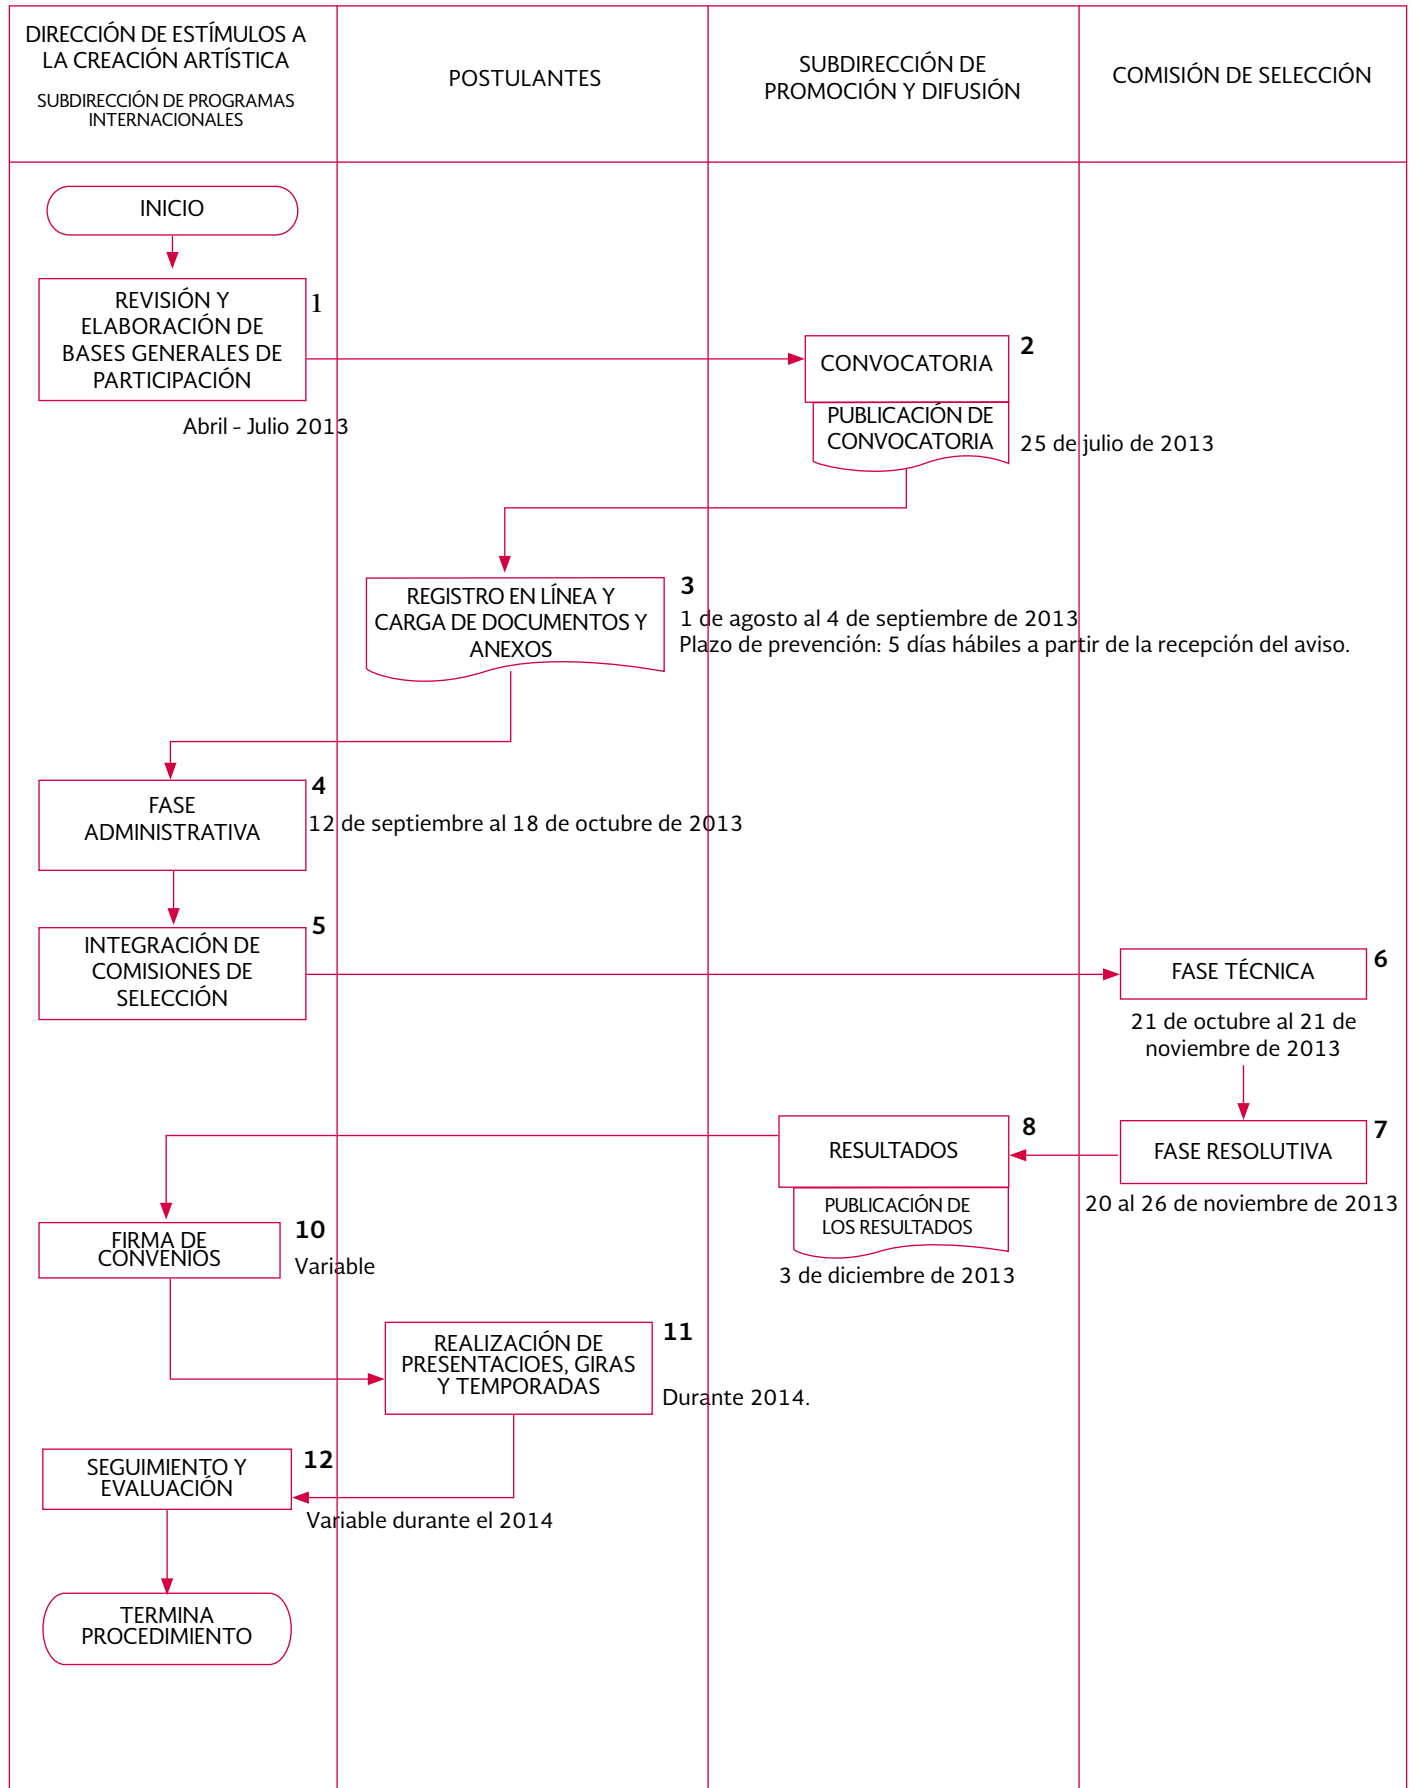 DIRECCIÓN DE ESTÍMULOS A
LA CREACIÓN ARTÍSTICA
SUBDIRECCIÓN DE PROGRAMAS
INTERNACIONALES
POSTULANTES
SUBDIRECCIÓN DE
PROMOCIÓN Y DIFUSIÓN
COMISIÓN DE SELECCIÓN
INICIO
REVISIÓN Y
ELABORACIÓN DE
BASES GENERALES DE
PARTICIPACIÓN
1
Abril - Julio 2013
CONVOCATORIA
2
PUBLICACIÓN DE
CONVOCATORIA
25 de julio de 2013
REGISTRO EN LÍNEA Y
CARGA DE DOCUMENTOS Y
ANEXOS
3
1 de agosto al 4 de septiembre de 2013
Plazo de prevención: 5 días hábiles a partir de la recepción del aviso.
FASE
ADMINISTRATIVA
4
12 de septiembre al 18 de octubre de 2013
INTEGRACIÓN DE
COMISIONES DE
SELECCIÓN
5
FASE TÉCNICA
6
21 de octubre al 21 de
noviembre de 2013
FASE RESOLUTIVA
7
20 al 26 de noviembre de 2013
RESULTADOS
8
PUBLICACIÓN DE
LOS RESULTADOS
3 de diciembre de 2013
FIRMA DE
CONVENIOS
10
Variable
REALIZACIÓN DE
PRESENTACIOES, GIRAS
Y TEMPORADAS
11
Durante 2014.
SEGUIMIENTO Y
EVALUACIÓN
12
Variable durante el 2014
TERMINA
PROCEDIMIENTO